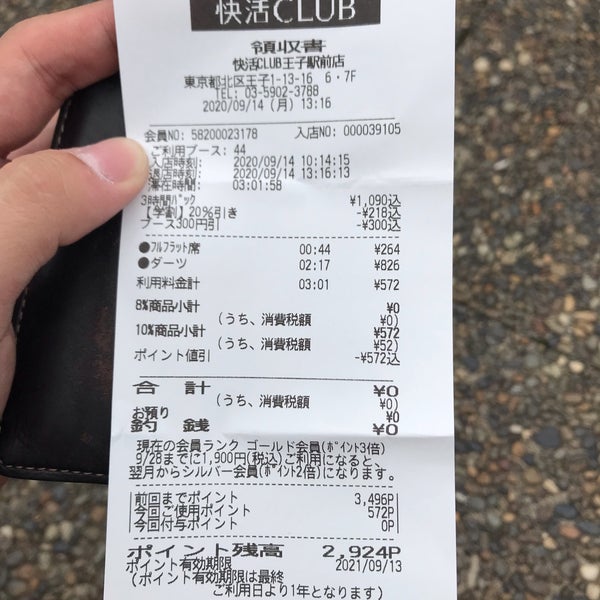 快活CLUB
領収書
快活CLUB王子駅前店
東京都北区王子1-13-16 6・7F
TEL: 03-5902-3788
2020/09/14(月) 13:16
会員NO: 58200023178 入店NO: 000039105
ご利用ブース: 44
入店時刻: 2020/09/14 10:14:15
退店時刻: 2020/09/14 13:16:13
滞在時間: 03:01:58
3時間パック ¥1,090込
【学割】20%引き -¥218込
ブース300円引 -¥300込
●フルフラット席 00:44 ¥264
●ダーツ 02:17 ¥826
利用料金計 03:01 ¥572
8%商品小計 ¥0
(うち、消費税額 ¥0)
10%商品小計 ¥572
(うち、消費税額 ¥52)
ポイント値引 -¥572込
合 計 ¥0
(うち、消費税額 ¥0)
お預り ¥0
釣 銭 ¥0
現在の会員ランク ゴールド会員(ポイント3倍)
9/28までに1,900円(税込)ご利用になると、
翌月からシルバー会員(ポイント2倍)になります。
前回までポイント 3,496P
今回ご使用ポイント 572P
今回付与ポイント 0P
ポイント残高 2,924P
ポイント有効期限 2021/09/13
(ポイント有効期限は最終
ご利用日より1年となります)